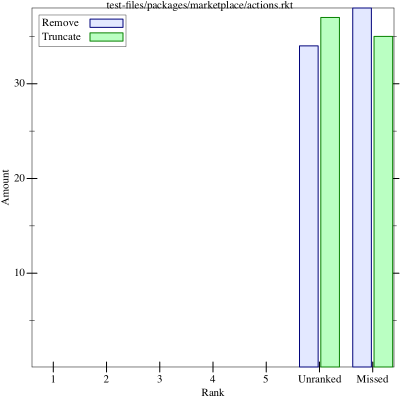 test-files/packages/marketplace/actions.rkt
Remove
Truncate
30
20
10
Amount
1 2 3 4 5 Unranked Missed
Rank